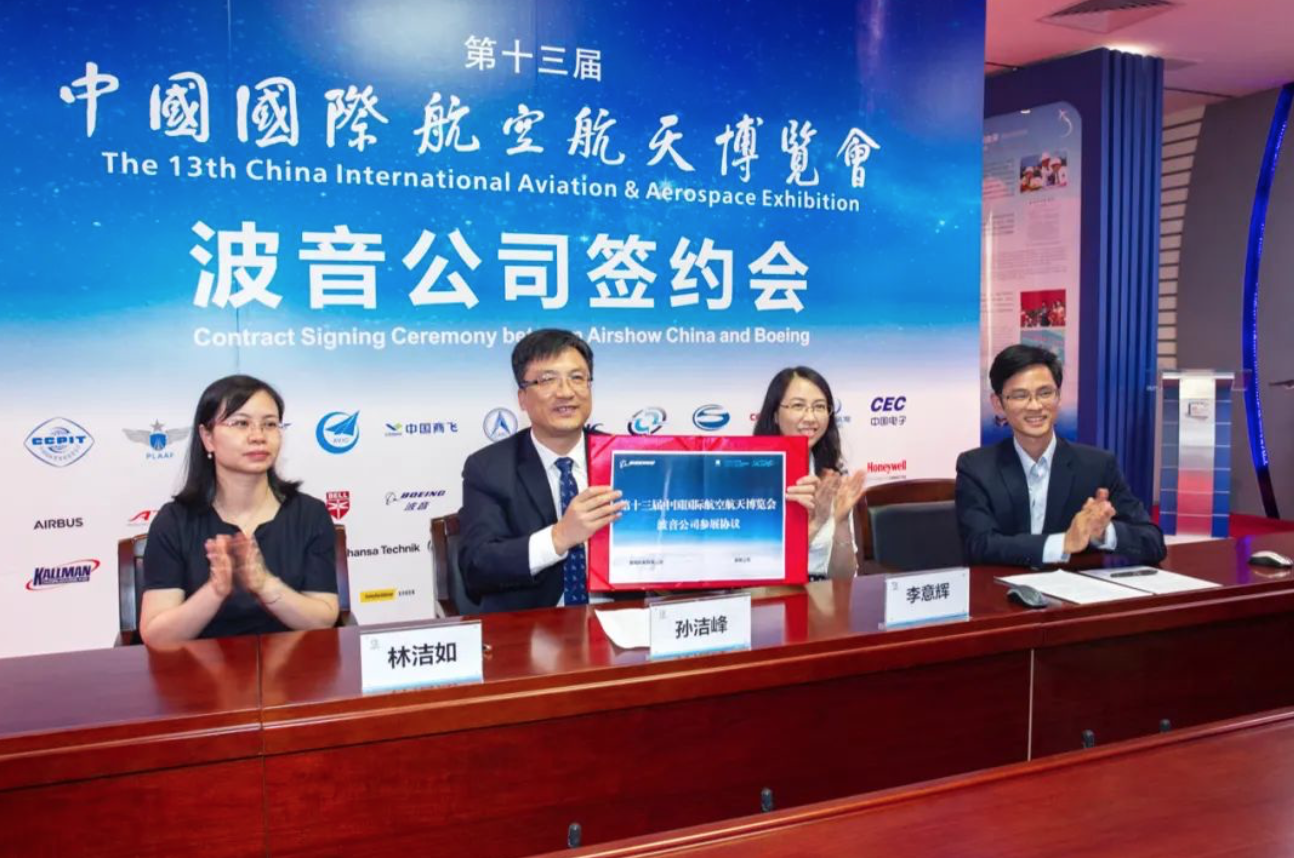 第十三届
中國國際航空航天博覽會
The 13th China International Aviation & Aerospace Exhibition
波音公司签约会
Contract Signing Ceremony Airshow China and Boeing
CCPIT
PLAAF
中国商飞
CEC
中国电子
Honeywell
AIRBUS
BELL
BOEING
波音
hansa Technik
KALLMAN
BOEING
第十三届中国国际航空航天博览会
波音公司参展协议
林洁如
孙洁峰
李意辉